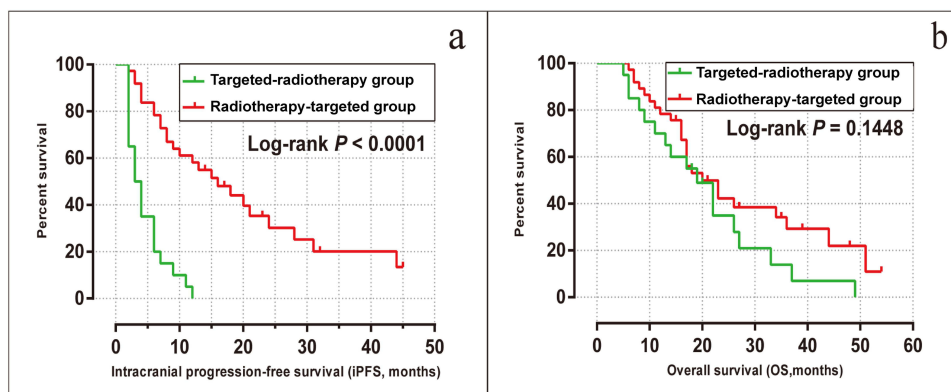 a
100
80
60
40
20
0
Percent survival
Targeted-radiotherapy group
Radiotherapy-targeted group
Log-rank P < 0.0001
0 10 20 30 40 50
Intracranial progression-free survival (iPFS, months)
b
100
80
60
40
20
0
Percent survival
Targeted-radiotherapy group
Radiotherapy-targeted group
Log-rank P = 0.1448
0 10 20 30 40 50 60
Overall survival (OS,months)